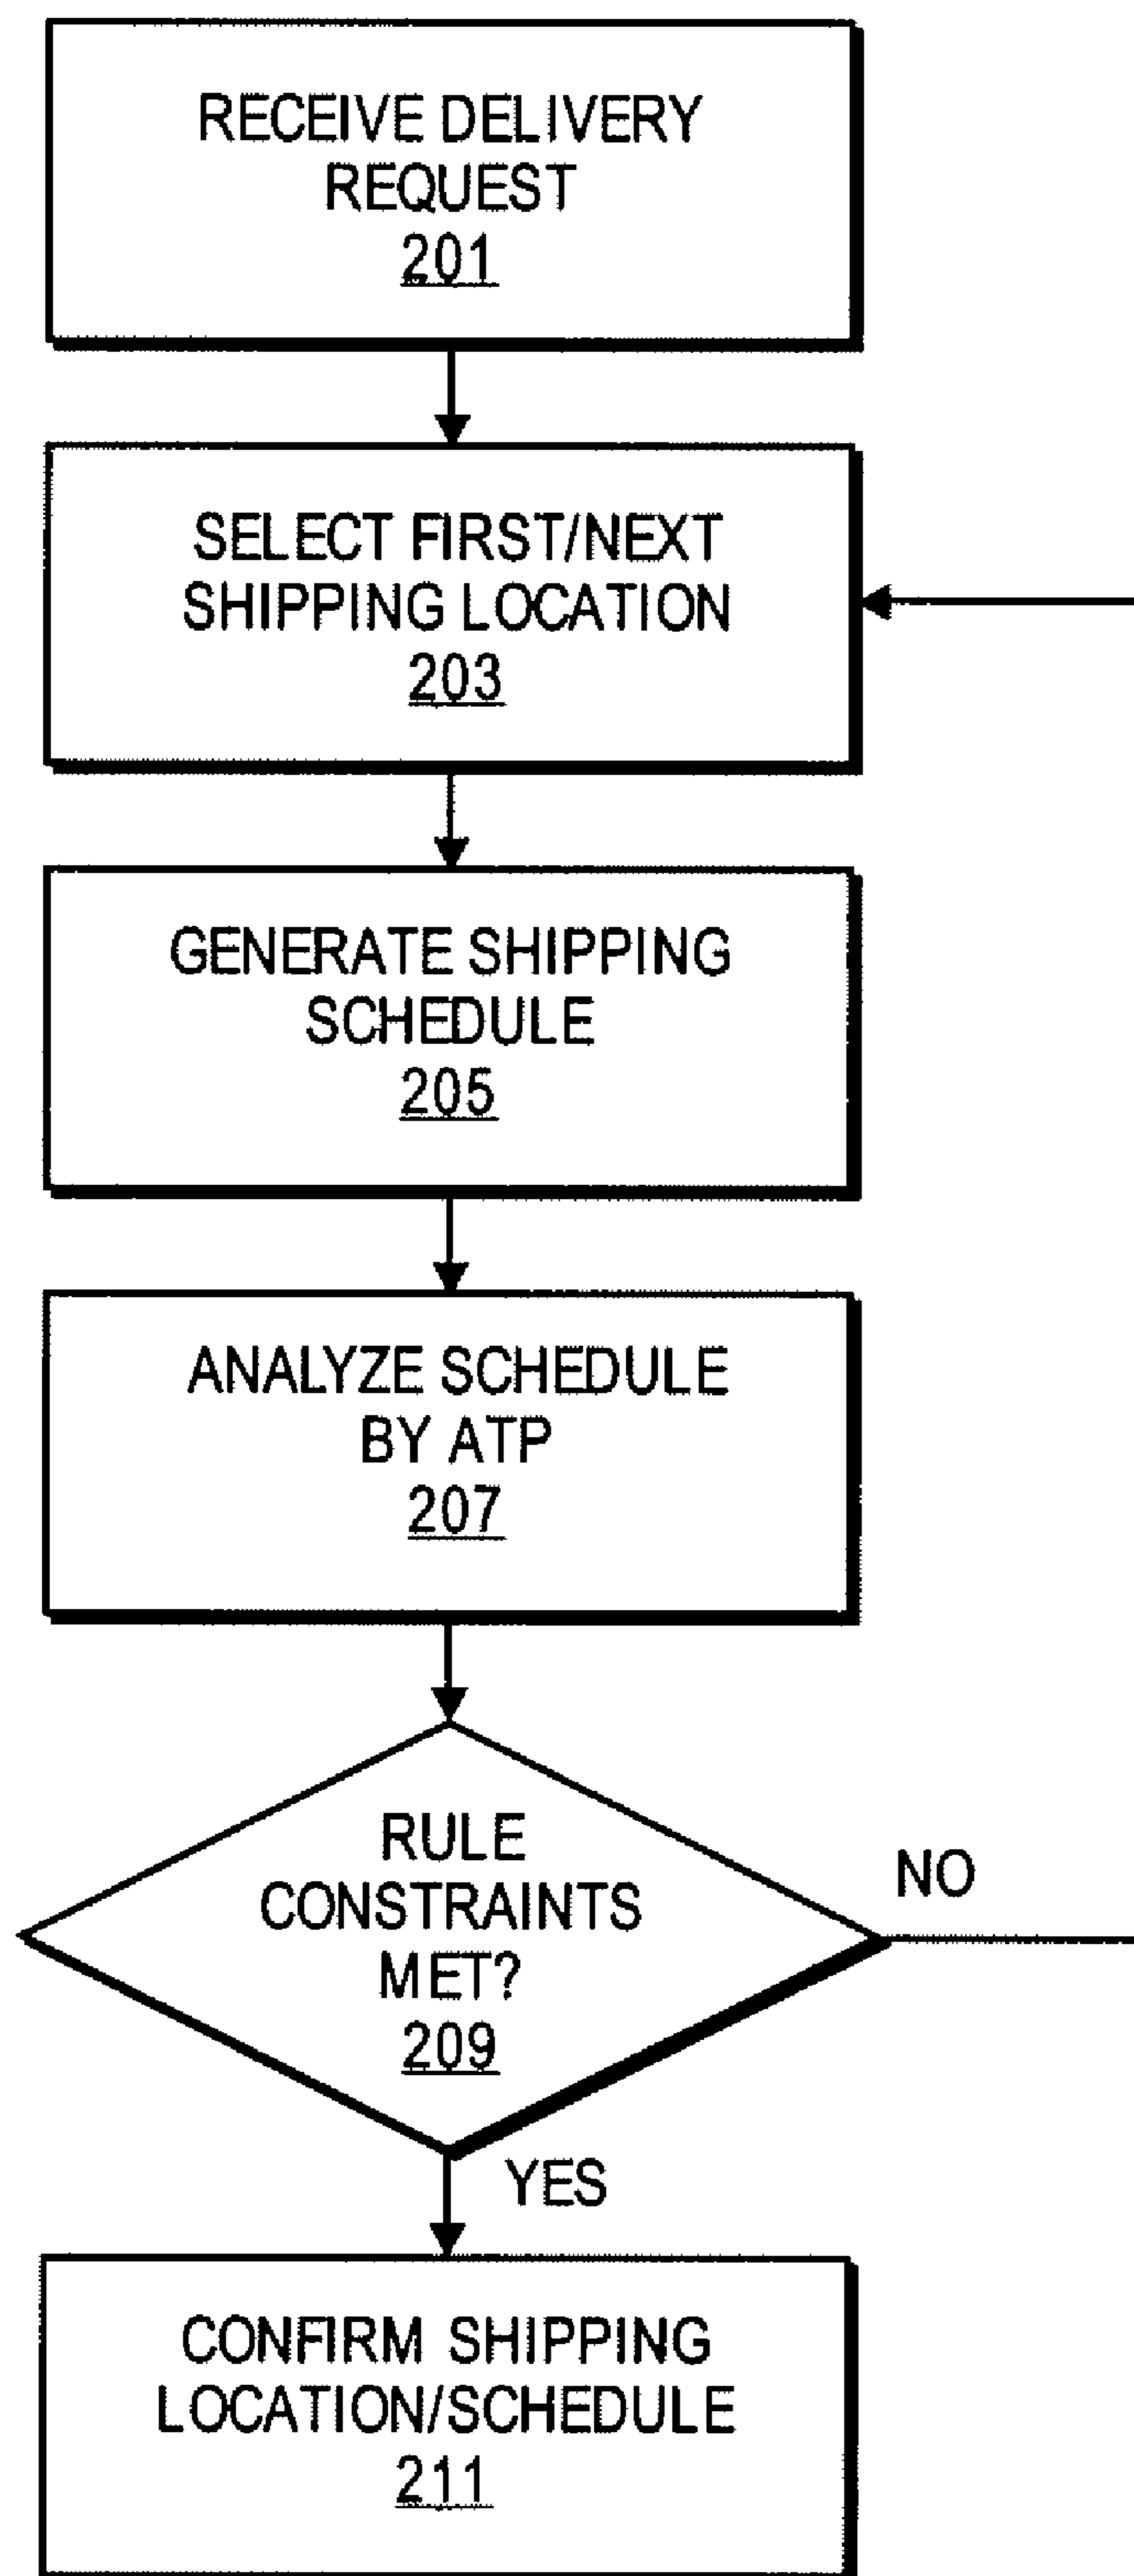 RECEIVE DELIVERY
REQUEST
201
SELECT FIRST/NEXT
SHIPPING LOCATION
203
GENERATE SHIPPING
SCHEDULE
205
ANALYZE SCHEDULE
BY ATP
207
RULE
CONSTRAINTS
MET?
209
NO
YES
CONFIRM SHIPPING
LOCATION/SCHEDULE
211